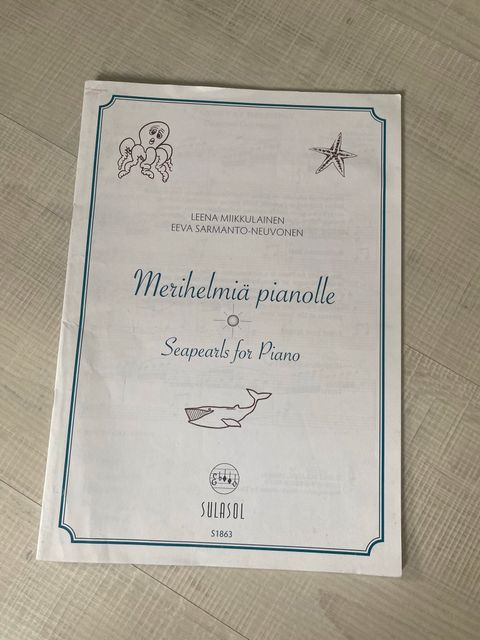 LEENA MIIKKULAINEN
EEVA SARMANTO-NEUVONEN
Merihelmiä pianolle
Seapearls for Piano
SULASOL
S1863